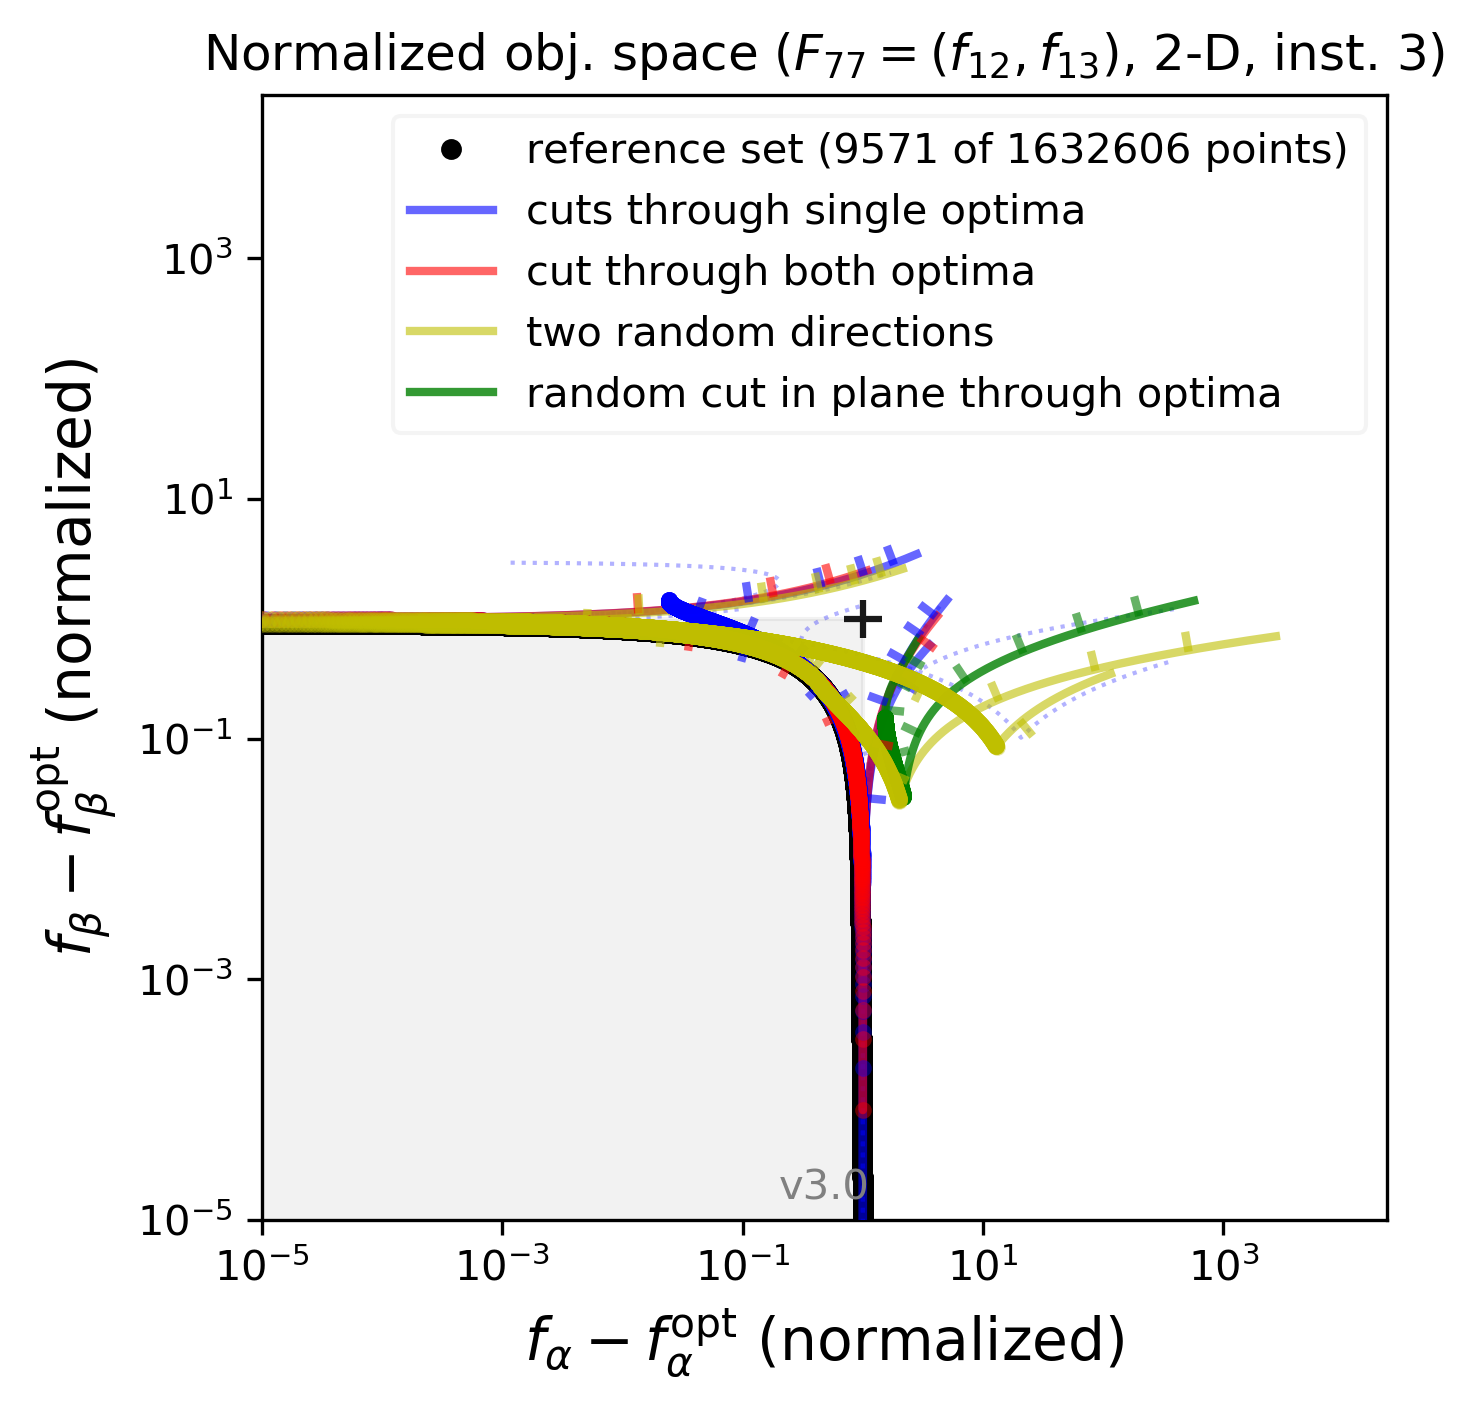 Normalized obj. space (F₇₇ = (f₁₂, f₁₃), 2-D, inst. 3)
reference set (9571 of 1632606 points)
cuts through single optima
cut through both optima
two random directions
random cut in plane through optima
10³
10¹
10⁻¹
10⁻³
10⁻⁵
f_β − f_β^opt (normalized)
v3.0
10⁻⁵
10⁻³
10⁻¹
10¹
10³
f_α − f_α^opt (normalized)